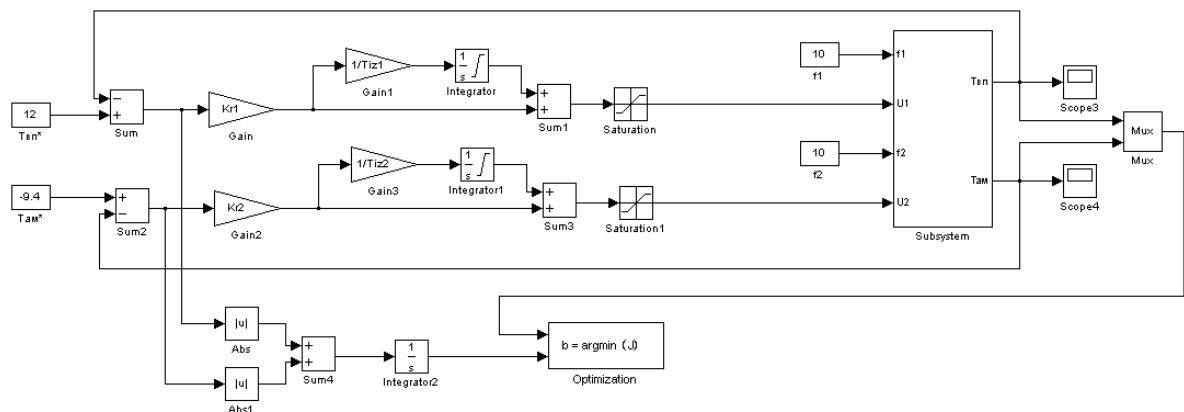 12
Tвп*
−
+
Sum
Kr1
Gain
1/Tiz1
Gain1
1
s
Integrator
+
+
Sum1
Saturation
10
f1
f1
U1
f2
U2
Tвп
Tам
Subsystem
10
f2
Scope3
Mux
Mux
Scope4
-9.4
Tам*
+
−
Sum2
Kr2
Gain2
1/Tiz2
Gain3
1
s
Integrator1
+
+
Sum3
Saturation1
|u|
Abs
|u|
Abs1
+
+
Sum4
1
s
Integrator2
b = argmin (J)
Optimization